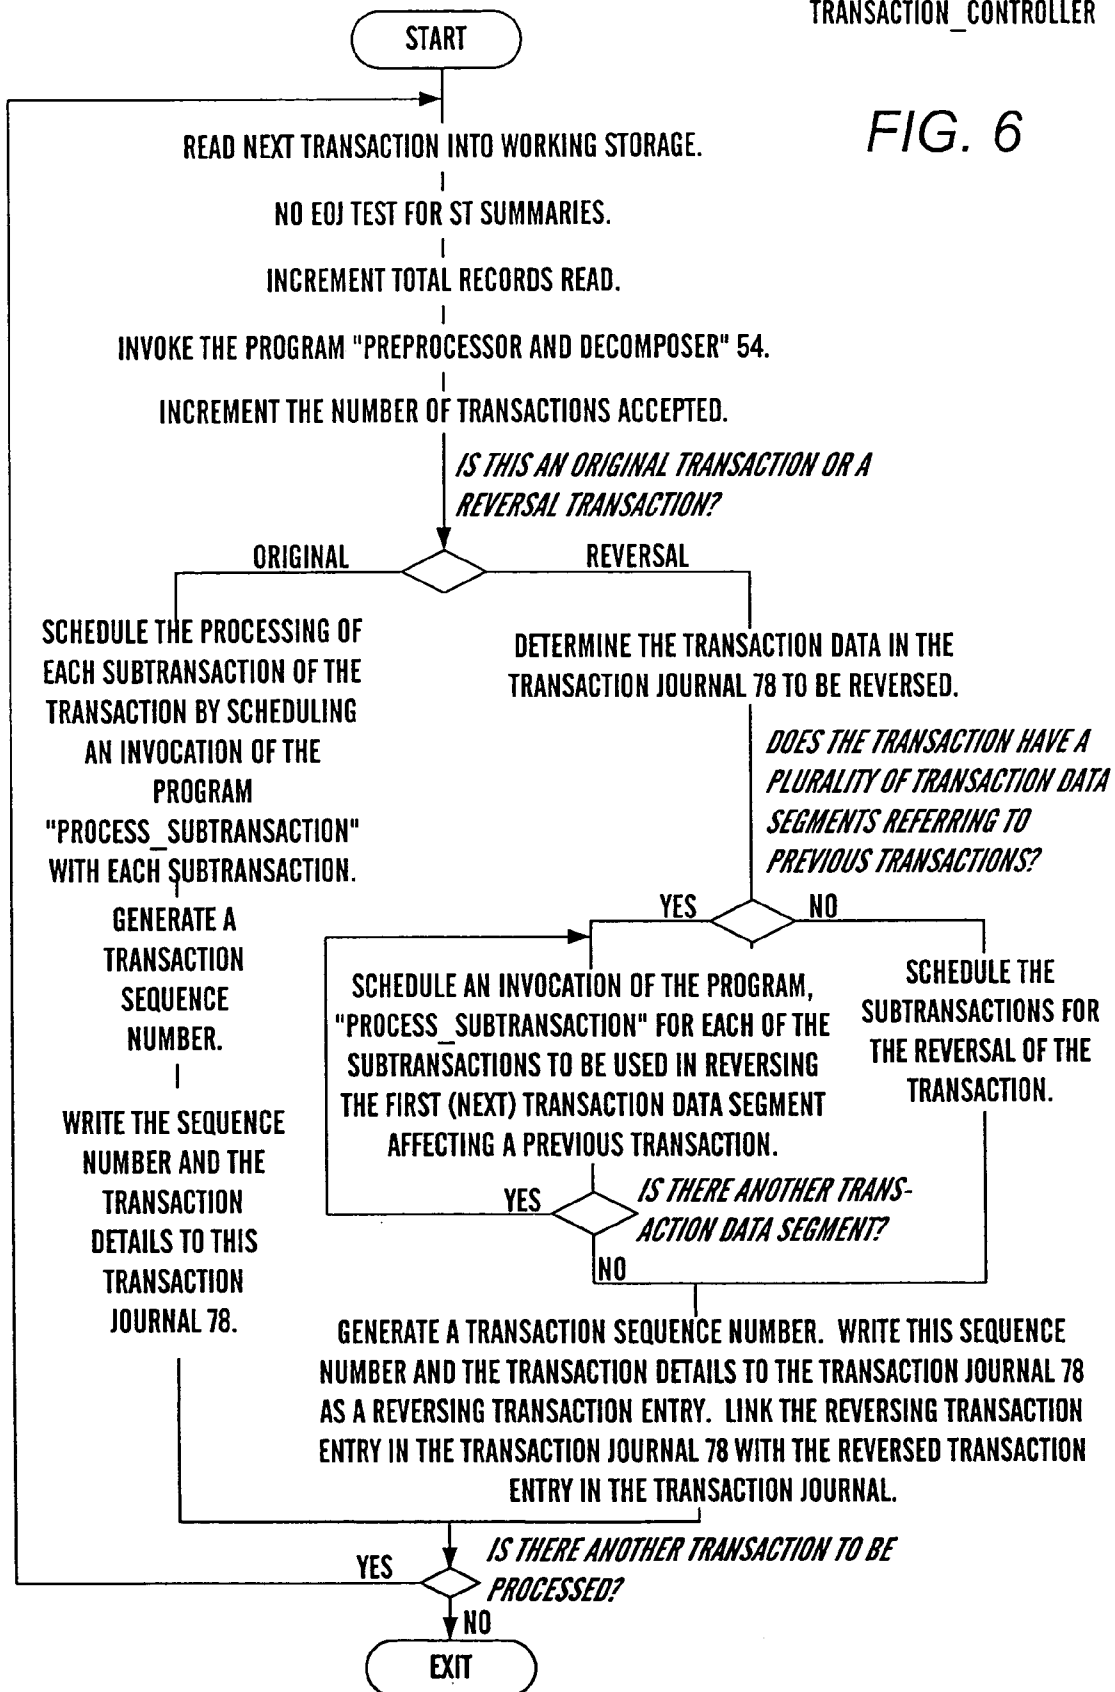 TRANSACTION_CONTROLLER
START
FIG. 6
READ NEXT TRANSACTION INTO WORKING STORAGE.
NO EOJ TEST FOR ST SUMMARIES.
INCREMENT TOTAL RECORDS READ.
INVOKE THE PROGRAM "PREPROCESSOR AND DECOMPOSER" 54.
INCREMENT THE NUMBER OF TRANSACTIONS ACCEPTED.
IS THIS AN ORIGINAL TRANSACTION OR A
REVERSAL TRANSACTION?
ORIGINAL
REVERSAL
SCHEDULE THE PROCESSING OF
EACH SUBTRANSACTION OF THE
TRANSACTION BY SCHEDULING
AN INVOCATION OF THE
PROGRAM
"PROCESS_SUBTRANSACTION"
WITH EACH SUBTRANSACTION.
GENERATE A
TRANSACTION
SEQUENCE
NUMBER.
WRITE THE SEQUENCE
NUMBER AND THE
TRANSACTION
DETAILS TO THIS
TRANSACTION
JOURNAL 78.
DETERMINE THE TRANSACTION DATA IN THE
TRANSACTION JOURNAL 78 TO BE REVERSED.
DOES THE TRANSACTION HAVE A
PLURALITY OF TRANSACTION DATA
SEGMENTS REFERRING TO
PREVIOUS TRANSACTIONS?
YES
NO
SCHEDULE AN INVOCATION OF THE PROGRAM,
"PROCESS_SUBTRANSACTION" FOR EACH OF THE
SUBTRANSACTIONS TO BE USED IN REVERSING
THE FIRST (NEXT) TRANSACTION DATA SEGMENT
AFFECTING A PREVIOUS TRANSACTION.
SCHEDULE THE
SUBTRANSACTIONS FOR
THE REVERSAL OF THE
TRANSACTION.
YES
IS THERE ANOTHER TRANS-
ACTION DATA SEGMENT?
NO
GENERATE A TRANSACTION SEQUENCE NUMBER. WRITE THIS SEQUENCE
NUMBER AND THE TRANSACTION DETAILS TO THE TRANSACTION JOURNAL 78
AS A REVERSING TRANSACTION ENTRY. LINK THE REVERSING TRANSACTION
ENTRY IN THE TRANSACTION JOURNAL 78 WITH THE REVERSED TRANSACTION
ENTRY IN THE TRANSACTION JOURNAL.
IS THERE ANOTHER TRANSACTION TO BE
PROCESSED?
YES
NO
EXIT